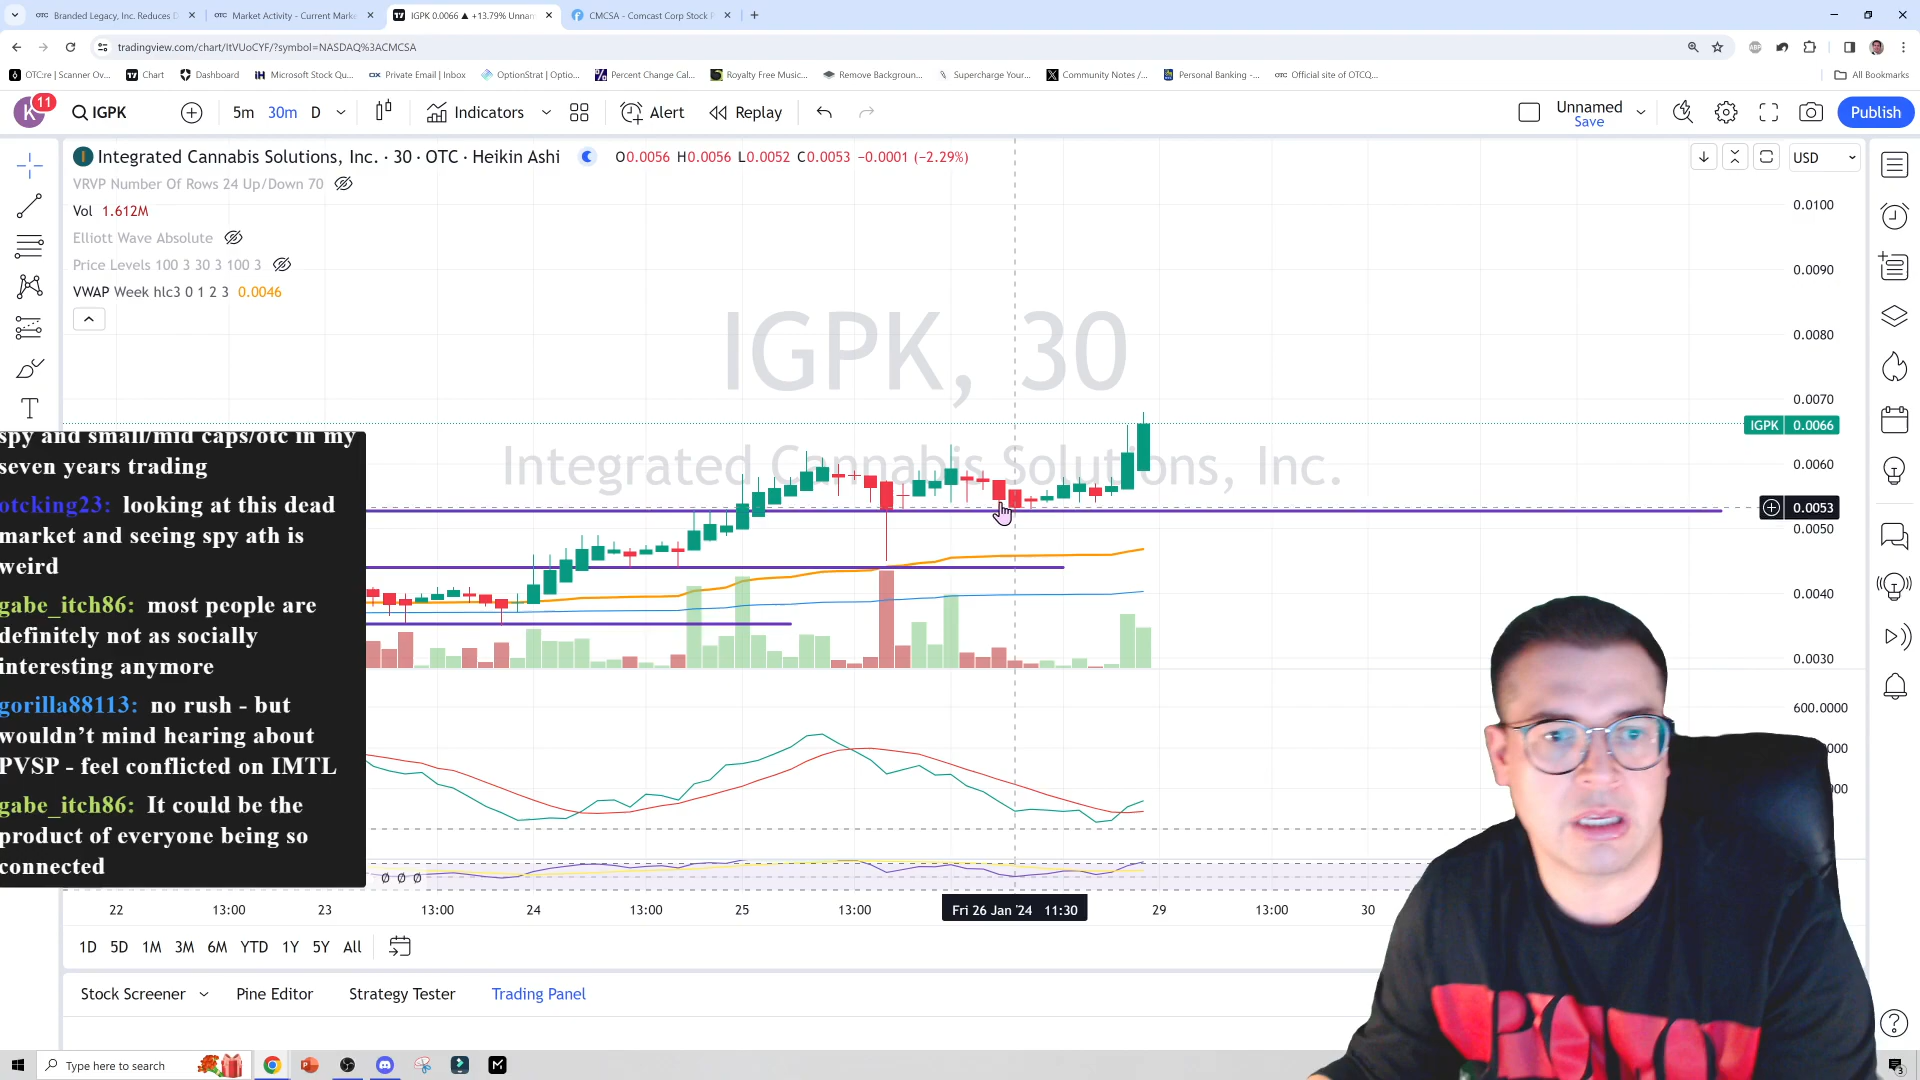 Branded Legacy, Inc. Reduces D
Market Activity - Current Marke
IGPK 0.0066 ▲ +13.79% Unnam
CMCSA - Comcast Corp Stock P
tradingview.com/chart/ItVUoCYF/?symbol=NASDAQ%3ACMCSA
OTC:re | Scanner Ov...
Chart
Dashboard
Microsoft Stock Qu...
Private Email | Inbox
OptionStrat | Optio...
Percent Change Cal...
Royalty Free Music...
Remove Backgroun...
Supercharge Your...
Community Notes /...
Personal Banking -...
Official site of OTCQ...
All Bookmarks
K 11
IGPK
5m 30m D
Indicators
Alert
Replay
Unnamed
Save
Publish
Integrated Cannabis Solutions, Inc. · 30 · OTC · Heikin Ashi
O0.0056 H0.0056 L0.0052 C0.0053 −0.0001 (−2.29%)
USD
VRVP Number Of Rows 24 Up/Down 70
Vol 1.612M
Elliott Wave Absolute
Price Levels 100 3 30 3 100 3
VWAP Week hlc3 0 1 2 3 0.0046
IGPK, 30
Integrated Cannabis Solutions, Inc.
0.0100
0.0090
0.0080
0.0070
IGPK 0.0066
0.0060
0.0053
0.0050
0.0040
0.0030
600.0000
spy and small/mid caps/otc in my
seven years trading
otcking23: looking at this dead
market and seeing spy ath is
weird
gabe_itch86: most people are
definitely not as socially
interesting anymore
gorilla88113: no rush - but
wouldn't mind hearing about
PVSP - feel conflicted on IMTL
gabe_itch86: It could be the
product of everyone being so
connected
Ø Ø Ø
22 13:00 23 13:00 24 13:00 25 13:00 Fri 26 Jan '24 11:30 29 13:00 30
1D 5D 1M 3M 6M YTD 1Y 5Y All
Stock Screener
Pine Editor
Strategy Tester
Trading Panel
Type here to search